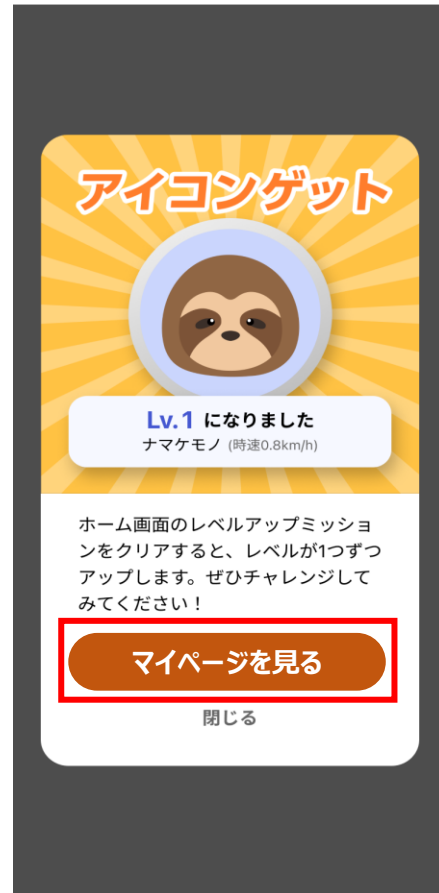 アイコンゲット
Lv.1 になりました
ナマケモノ (時速0.8km/h)
ホーム画面のレベルアップミッショ
ンをクリアすると、レベルが1つずつ
アップします。ぜひチャレンジして
みてください！
マイページを見る
閉じる